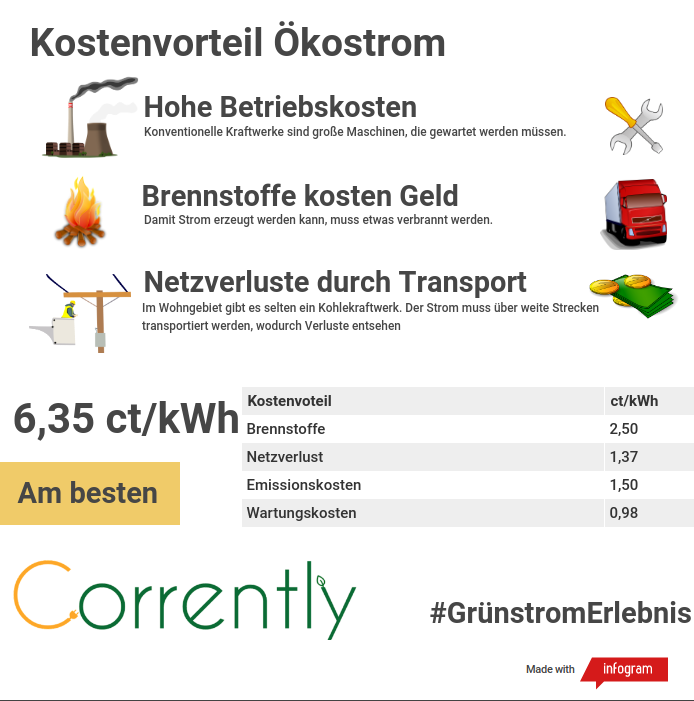 Kostenvorteil Ökostrom
Hohe Betriebskosten
Konventionelle Kraftwerke sind große Maschinen, die gewartet werden müssen.
Brennstoffe kosten Geld
Damit Strom erzeugt werden kann, muss etwas verbrannt werden.
Netzverluste durch Transport
Im Wohngebiet gibt es selten ein Kohlekraftwerk. Der Strom muss über weite Strecken
transportiert werden, wodurch Verluste entsehen
6,35 ct/kWh
Am besten
Kostenvoteil ct/kWh
Brennstoffe 2,50
Netzverlust 1,37
Emissionskosten 1,50
Wartungskosten 0,98
Corrently
#GrünstromErlebnis
Made with infogram